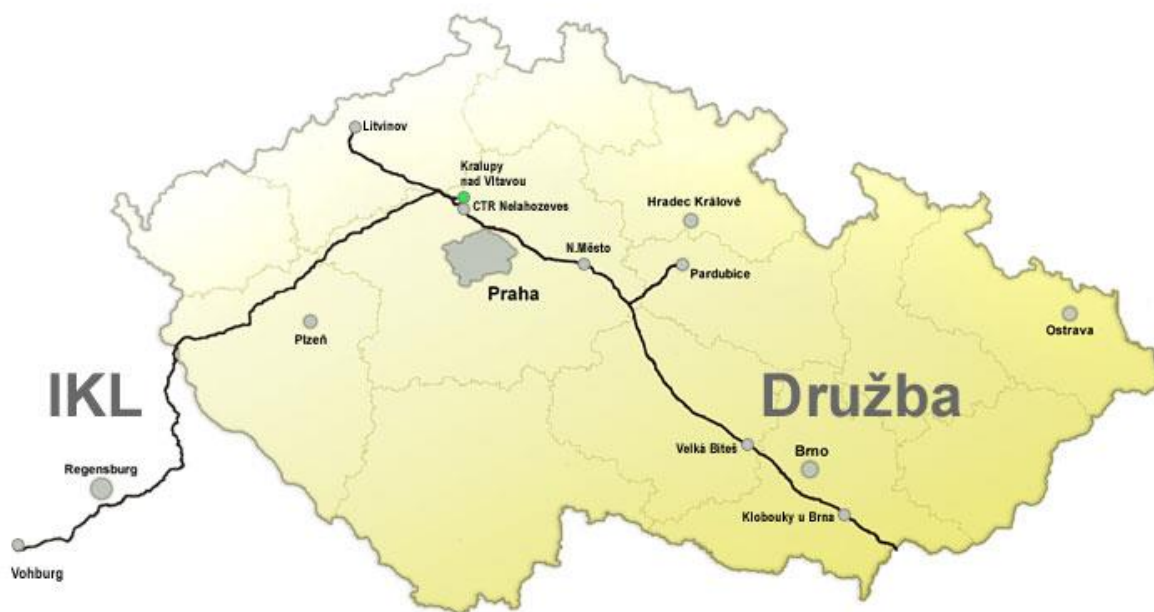 Litvínov
Kralupy
nad Vltavou
CTR Nelahozeves
Hradec Králové
N.Město
Pardubice
Praha
Ostrava
Plzeň
IKL
Družba
Velká Bíteš
Brno
Regensburg
Klobouky u Brna
Vohburg